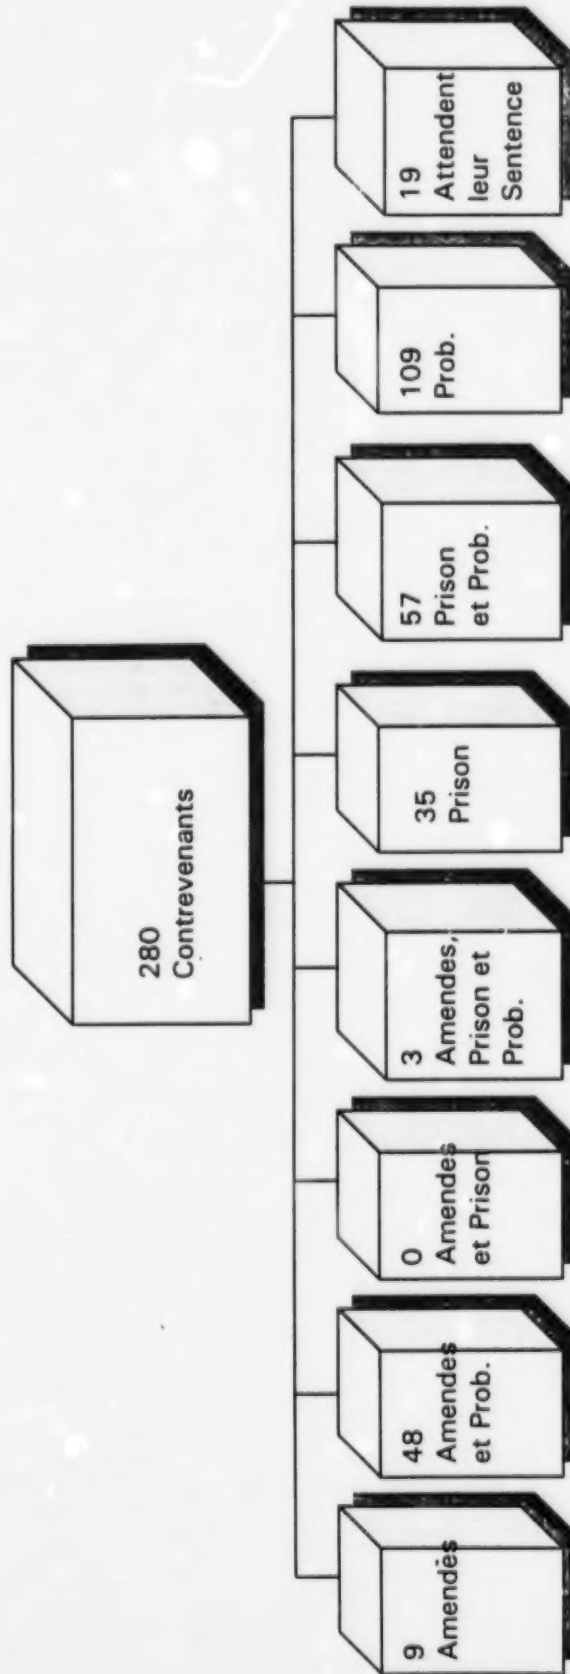 280
Contrevenants
9
Amendes
48
Amendes
et Prob.
0
Amendes
et Prison
3
Amendes,
Prison et
Prob.
35
Prison
57
Prison
et Prob.
109
Prob.
19
Attendent
leur
Sentence